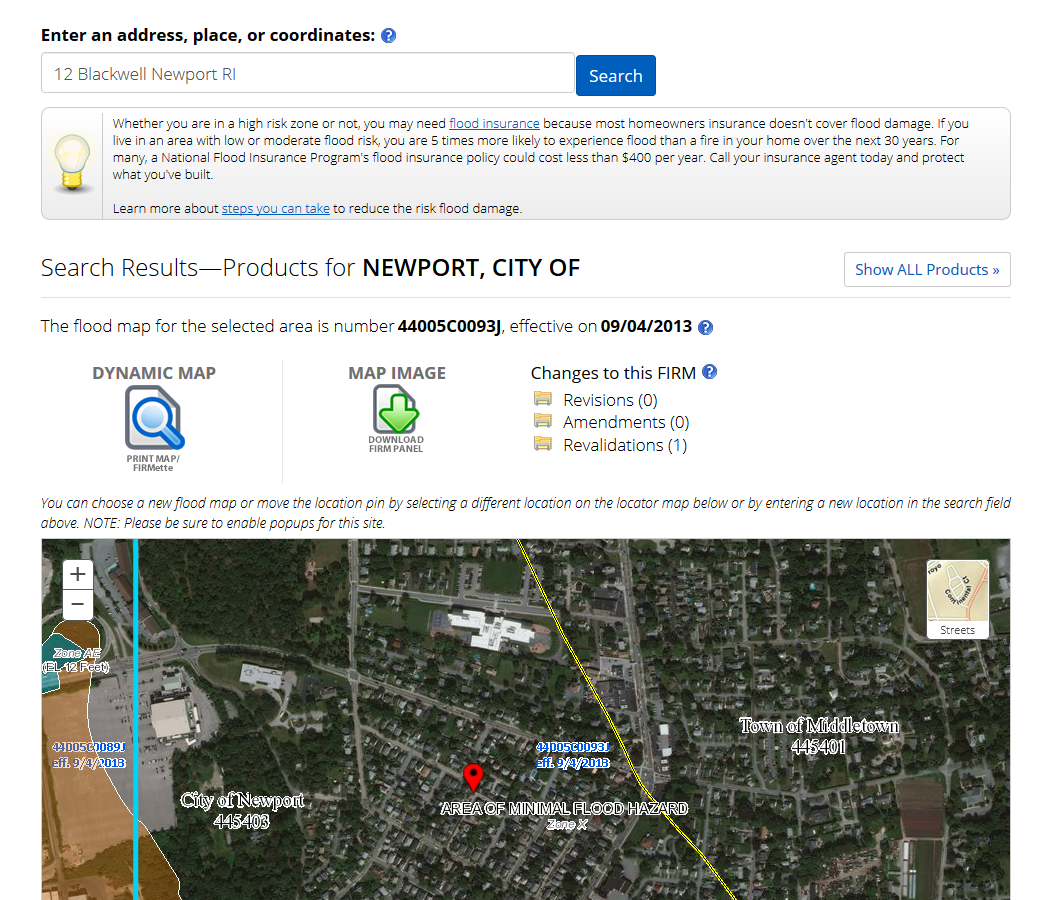 Enter an address, place, or coordinates:
12 Blackwell Newport RI
Search
Whether you are in a high risk zone or not, you may need flood insurance because most homeowners insurance doesn't cover flood damage. If you
live in an area with low or moderate flood risk, you are 5 times more likely to experience flood than a fire in your home over the next 30 years. For
many, a National Flood Insurance Program's flood insurance policy could cost less than $400 per year. Call your insurance agent today and protect
what you've built.
Learn more about steps you can take to reduce the risk flood damage.
Search Results—Products for NEWPORT, CITY OF
Show ALL Products »
The flood map for the selected area is number 44005C0093J, effective on 09/04/2013
DYNAMIC MAP
PRINT MAP/
FIRMette
MAP IMAGE
DOWNLOAD
FIRM PANEL
Changes to this FIRM
Revisions (0)
Amendments (0)
Revalidations (1)
You can choose a new flood map or move the location pin by selecting a different location on the locator map below or by entering a new location in the search field
above. NOTE: Please be sure to enable popups for this site.
+
−
Continental
Streets
Zone AE
(EL 12 Feet)
Town of Middletown
445401
44005C0089J
eff. 9/4/2013
44005C0093J
eff. 9/4/2013
City of Newport
445403
AREA OF MINIMAL FLOOD HAZARD
Zone X